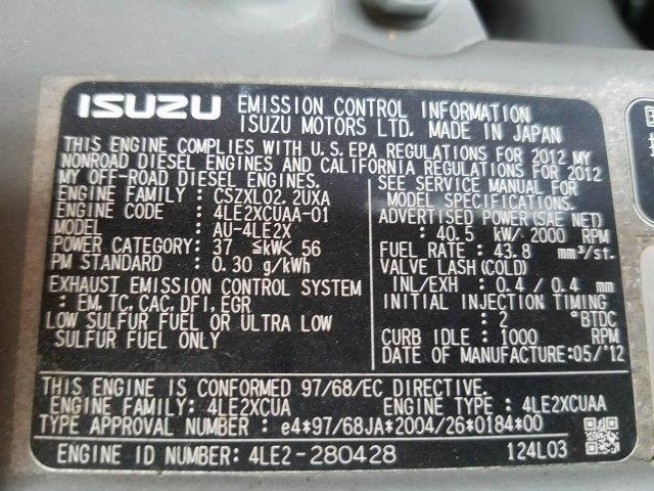 ISUZU EMISSION CONTROL INFORMATION
ISUZU MOTORS LTD. MADE IN JAPAN
THIS ENGINE COMPLIES WITH U.S. EPA REGULATIONS FOR 2012 MY
NONROAD DIESEL ENGINES AND CALIFORNIA REGULATIONS FOR 2012
MY OFF-ROAD DIESEL ENGINES.
ENGINE FAMILY : CSZXL02.2UXA
ENGINE CODE : 4LE2XCUAA-01
MODEL : AU-4LE2X
POWER CATEGORY: 37 ≦kW< 56
PM STANDARD : 0.30 g/kWh
EXHAUST EMISSION CONTROL SYSTEM
: EM, TC, CAC, DFI, EGR
LOW SULFUR FUEL OR ULTRA LOW
SULFUR FUEL ONLY
SEE SERVICE MANUAL FOR
MODEL SPECIFICATIONS.
ADVERTISED POWER (SAE NET)
: 40.5 kW/ 2000 RPM
FUEL RATE : 43.8 mm³/st.
VALVE LASH (COLD)
INL/EXH : 0.4 / 0.4 mm
INITIAL INJECTION TIMING
: 2 °BTDC
CURB IDLE : 1000 RPM
DATE OF MANUFACTURE:05/'12
THIS ENGINE IS CONFORMED 97/68/EC DIRECTIVE.
ENGINE FAMILY: 4LE2XCUA ENGINE TYPE : 4LE2XCUAA
TYPE APPROVAL NUMBER : e4*97/68JA*2004/26*0184*00
ENGINE ID NUMBER: 4LE2-280428 124L03